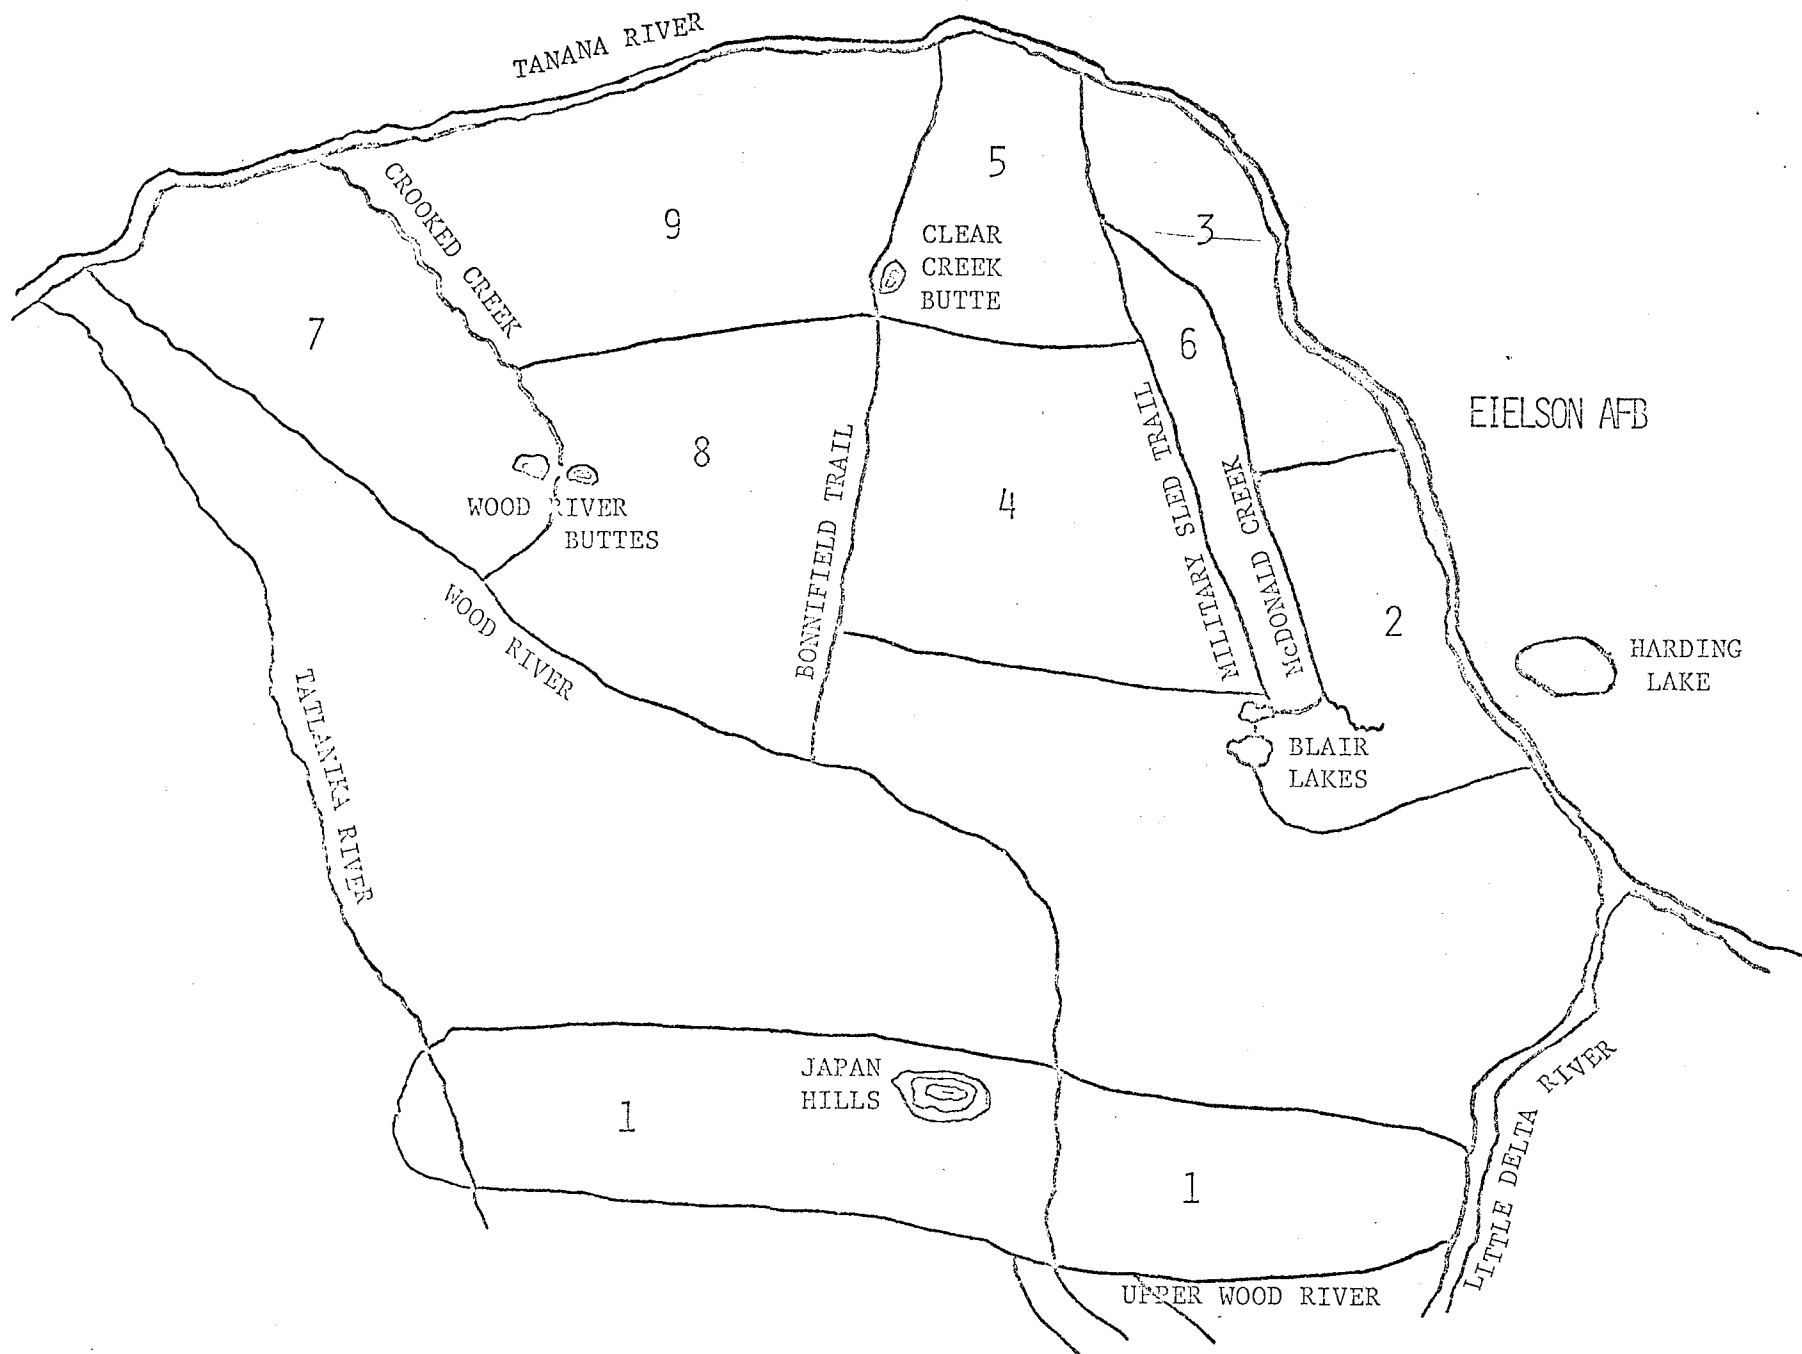 TANANA RIVER
5
CROOKED CREEK
9
3
CLEAR
CREEK
BUTTE
7
6
EIELSON AFB
MILITARY SLED TRAIL
8
BONNIFIELD TRAIL
4
McDONALD CREEK
WOOD RIVER
BUTTES
WOOD RIVER
2
HARDING
LAKE
TATLANIKA RIVER
BLAIR
LAKES
JAPAN
HILLS
1
1
LITTLE DELTA RIVER
UPPER WOOD RIVER